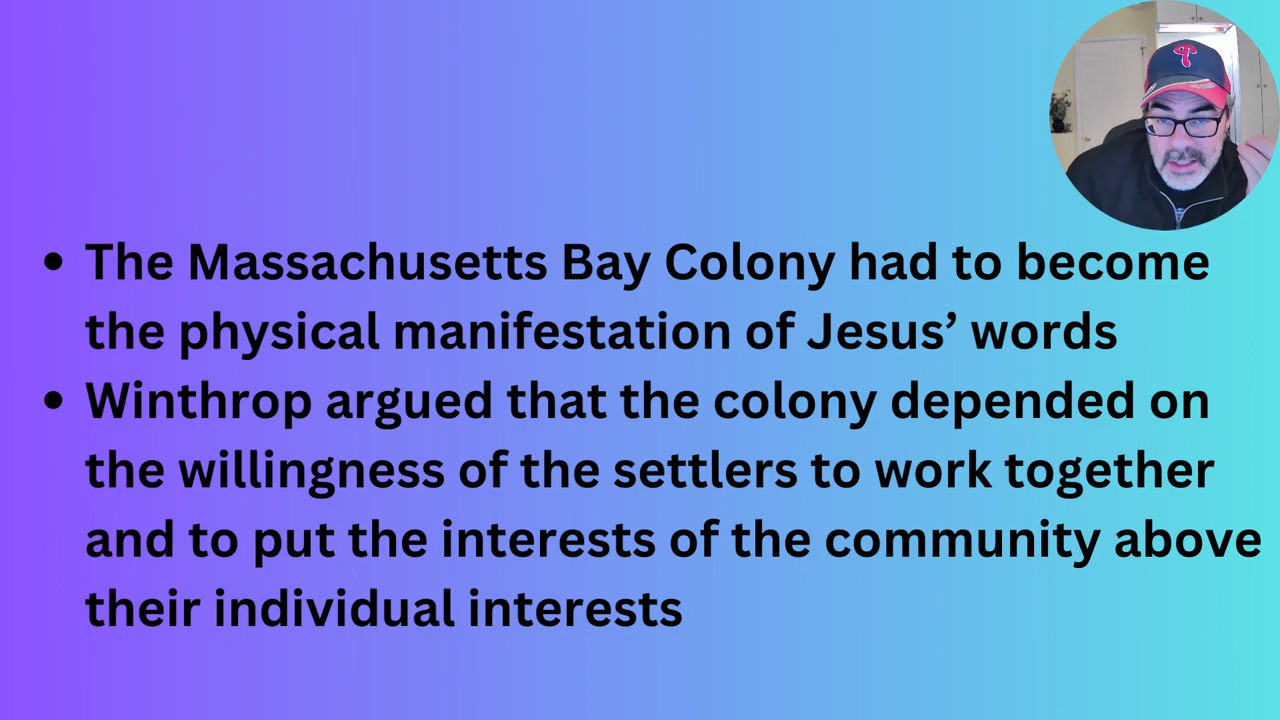 • The Massachusetts Bay Colony had to become
the physical manifestation of Jesus’ words
• Winthrop argued that the colony depended on
the willingness of the settlers to work together
and to put the interests of the community above
their individual interests